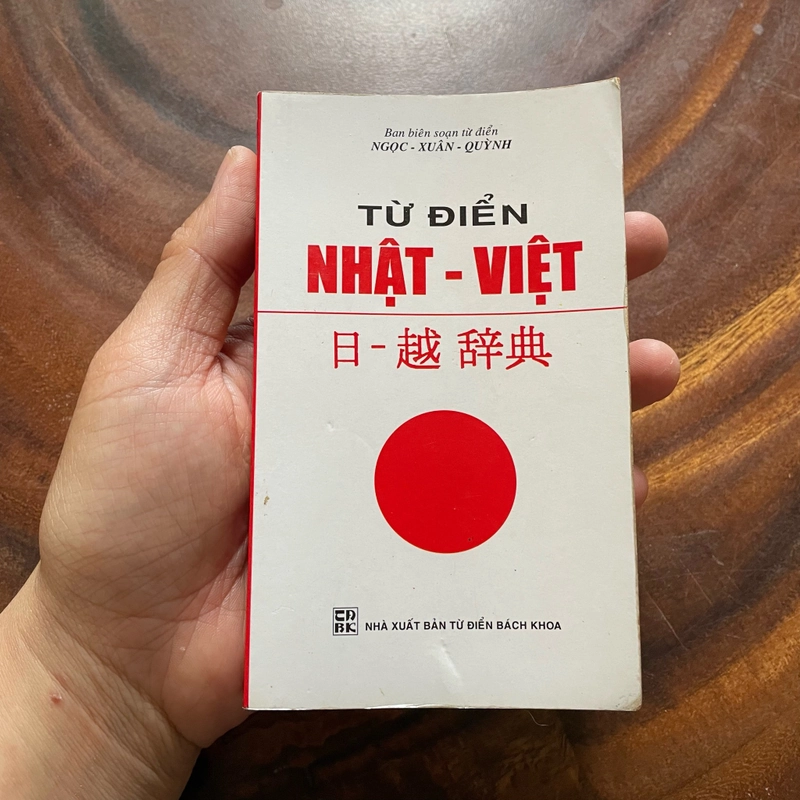 Ban biên soạn từ điển
NGỌC - XUÂN - QUỲNH
TỪ ĐIỂN
NHẬT - VIỆT
日 - 越 辞典
TĐ
BK
NHÀ XUẤT BẢN TỪ ĐIỂN BÁCH KHOA